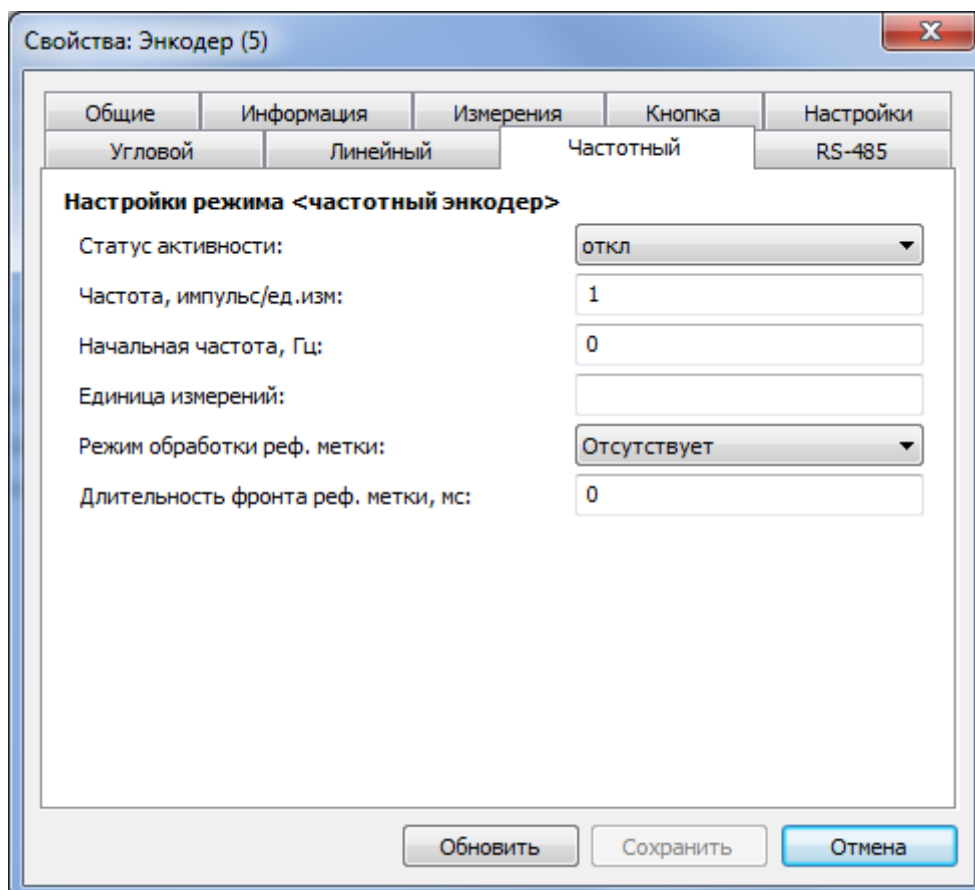 Свойства: Энкодер (5)
Общие Информация Измерения Кнопка Настройки
Угловой Линейный Частотный RS-485
Настройки режима <частотный энкодер>
Статус активности: откл
Частота, импульс/ед.изм: 1
Начальная частота, Гц: 0
Единица измерений:
Режим обработки реф. метки: Отсутствует
Длительность фронта реф. метки, мс: 0
Обновить Сохранить Отмена